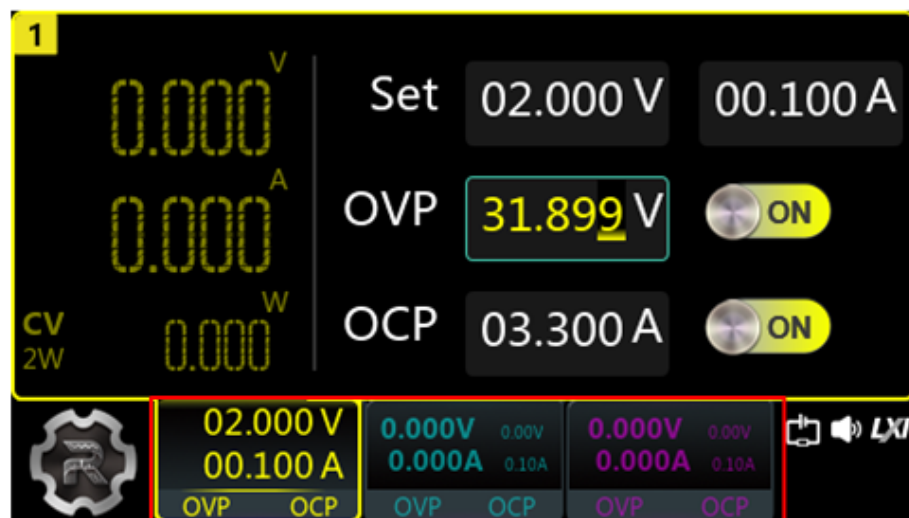 1
0.000 V
Set 02.000 V 00.100 A
0.000 A
OVP 31.899 V ON
CV
2W
0.000 W
OCP 03.300 A ON
02.000 V
00.100 A
OVP OCP
0.000V 0.00V
0.000A 0.10A
OVP OCP
0.000V 0.00V
0.000A 0.10A
OVP OCP
R
LXI